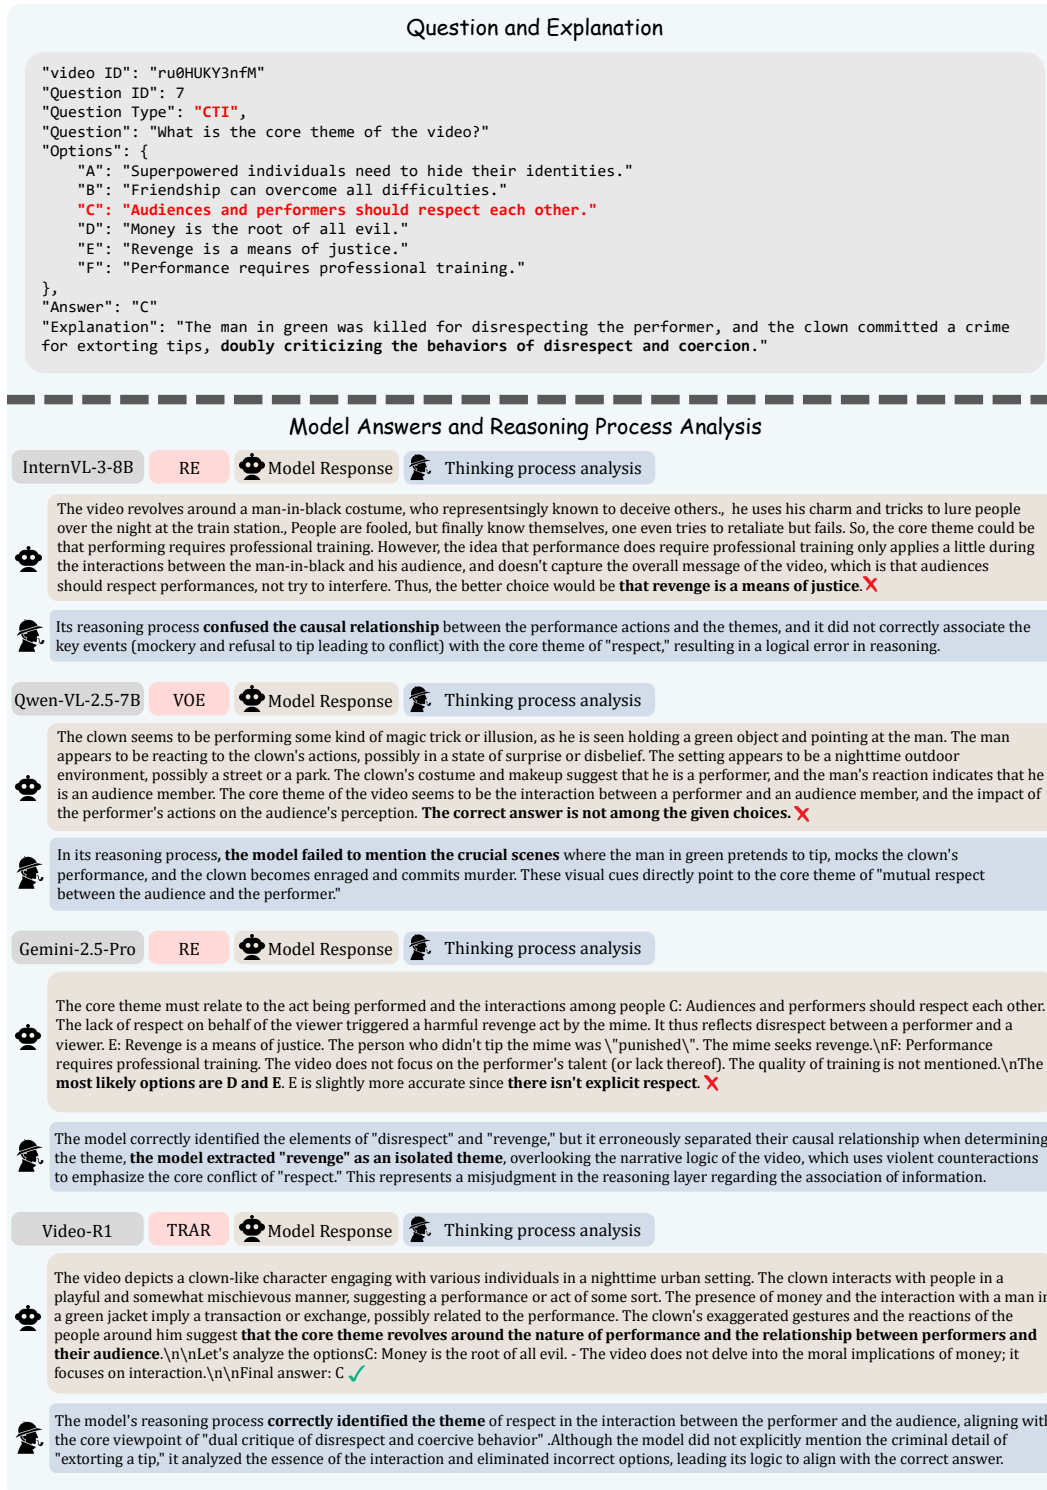 Question and Explanation
"video ID": "ru0HUKY3nfM"
"Question ID": 7
"Question Type": "CTI",
"Question": "What is the core theme of the video?"
"Options": {
"A": "Superpowered individuals need to hide their identities."
"B": "Friendship can overcome all difficulties."
"C": "Audiences and performers should respect each other."
"D": "Money is the root of all evil."
"E": "Revenge is a means of justice."
"F": "Performance requires professional training."
},
"Answer": "C"
"Explanation": "The man in green was killed for disrespecting the performer, and the clown committed a crime
for extorting tips, doubly criticizing the behaviors of disrespect and coercion."
Model Answers and Reasoning Process Analysis
InternVL-3-8B RE Model Response Thinking process analysis
The video revolves around a man-in-black costume, who representsingly known to deceive others., he uses his charm and tricks to lure people
over the night at the train station., People are fooled, but finally know themselves, one even tries to retaliate but fails. So, the core theme could be
that performing requires professional training. However, the idea that performance does require professional training only applies a little during
the interactions between the man-in-black and his audience, and doesn't capture the overall message of the video, which is that audiences
should respect performances, not try to interfere. Thus, the better choice would be that revenge is a means of justice.
Its reasoning process confused the causal relationship between the performance actions and the themes, and it did not correctly associate the
key events (mockery and refusal to tip leading to conflict) with the core theme of "respect," resulting in a logical error in reasoning.
Qwen-VL-2.5-7B VOE Model Response Thinking process analysis
The clown seems to be performing some kind of magic trick or illusion, as he is seen holding a green object and pointing at the man. The man
appears to be reacting to the clown's actions, possibly in a state of surprise or disbelief. The setting appears to be a nighttime outdoor
environment, possibly a street or a park. The clown's costume and makeup suggest that he is a performer, and the man's reaction indicates that he
is an audience member. The core theme of the video seems to be the interaction between a performer and an audience member, and the impact of
the performer's actions on the audience's perception. The correct answer is not among the given choices.
In its reasoning process, the model failed to mention the crucial scenes where the man in green pretends to tip, mocks the clown's
performance, and the clown becomes enraged and commits murder. These visual cues directly point to the core theme of "mutual respect
between the audience and the performer."
Gemini-2.5-Pro RE Model Response Thinking process analysis
The core theme must relate to the act being performed and the interactions among people C: Audiences and performers should respect each other.
The lack of respect on behalf of the viewer triggered a harmful revenge act by the mime. It thus reflects disrespect between a performer and a
viewer. E: Revenge is a means of justice. The person who didn't tip the mime was \"punished\". The mime seeks revenge.\nF: Performance
requires professional training. The video does not focus on the performer's talent (or lack thereof). The quality of training is not mentioned.\nThe
most likely options are D and E. E is slightly more accurate since there isn't explicit respect.
The model correctly identified the elements of "disrespect" and "revenge," but it erroneously separated their causal relationship when determining
the theme, the model extracted "revenge" as an isolated theme, overlooking the narrative logic of the video, which uses violent counteractions
to emphasize the core conflict of "respect." This represents a misjudgment in the reasoning layer regarding the association of information.
Video-R1 TRAR Model Response Thinking process analysis
The video depicts a clown-like character engaging with various individuals in a nighttime urban setting. The clown interacts with people in a
playful and somewhat mischievous manner, suggesting a performance or act of some sort. The presence of money and the interaction with a man in
a green jacket imply a transaction or exchange, possibly related to the performance. The clown's exaggerated gestures and the reactions of the
people around him suggest that the core theme revolves around the nature of performance and the relationship between performers and
their audience.\n\nLet's analyze the optionsC: Money is the root of all evil. - The video does not delve into the moral implications of money; it
focuses on interaction.\n\nFinal answer: C
The model's reasoning process correctly identified the theme of respect in the interaction between the performer and the audience, aligning with
the core viewpoint of "dual critique of disrespect and coercive behavior" .Although the model did not explicitly mention the criminal detail of
"extorting a tip," it analyzed the essence of the interaction and eliminated incorrect options, leading its logic to align with the correct answer.